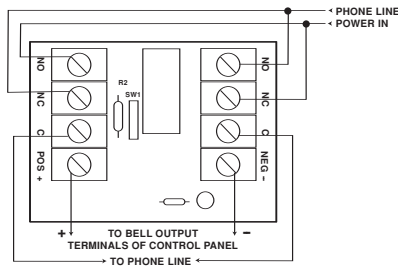 PHONE LINE
POWER IN
NO
NC
C
POS +
R2
SW1
NO
NC
C
NEG -
+ TO BELL OUTPUT -
TERMINALS OF CONTROL PANEL
TO PHONE LINE